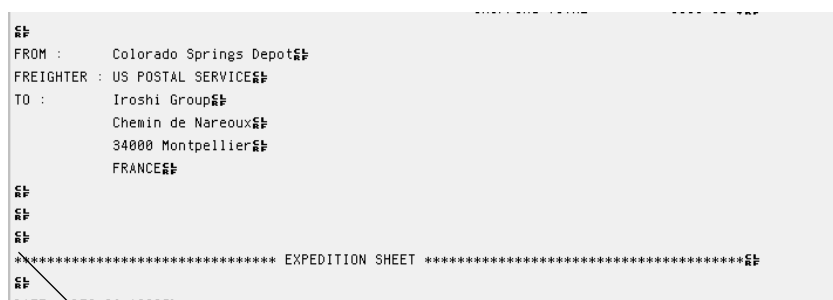 FROM :       Colorado Springs Depot
FREIGHTER : US POSTAL SERVICE
TO :         Iroshi Group
             Chemin de Nareoux
             34000 Montpellier
             FRANCE
******************************** EXPEDITION SHEET ***************************************